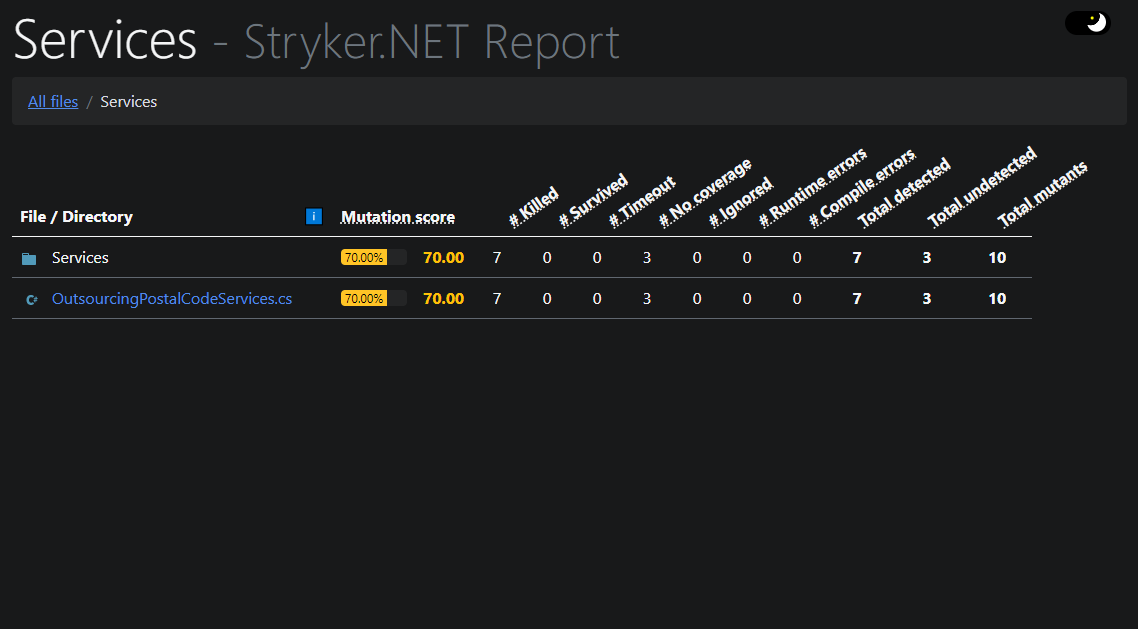 Services - Stryker.NET Report
All files / Services
File / Directory i Mutation score # Killed # Survived # Timeout # No coverage # Ignored # Runtime errors # Compile errors Total detected Total undetected Total mutants
Services 70.00% 70.00 7 0 0 3 0 0 0 7 3 10
C# OutsourcingPostalCodeServices.cs 70.00% 70.00 7 0 0 3 0 0 0 7 3 10